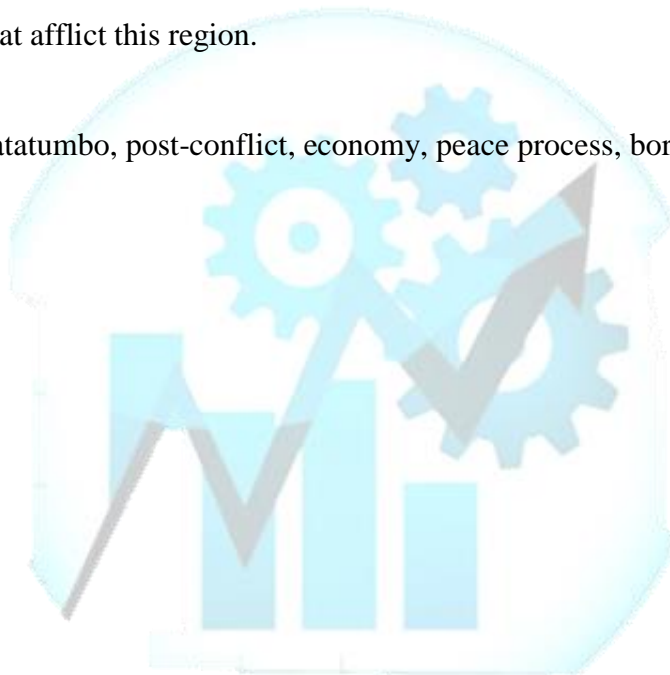 at afflict this region.
atatumbo, post-conflict, economy, peace process, bor